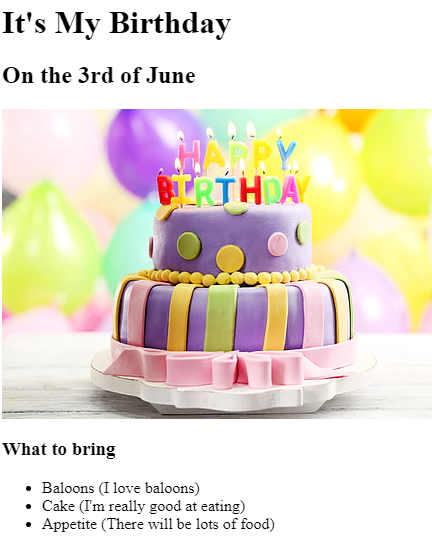 It's My Birthday
On the 3rd of June
HAPPY
BIRTHDAY
What to bring
Baloons (I love baloons)
Cake (I'm really good at eating)
Appetite (There will be lots of food)